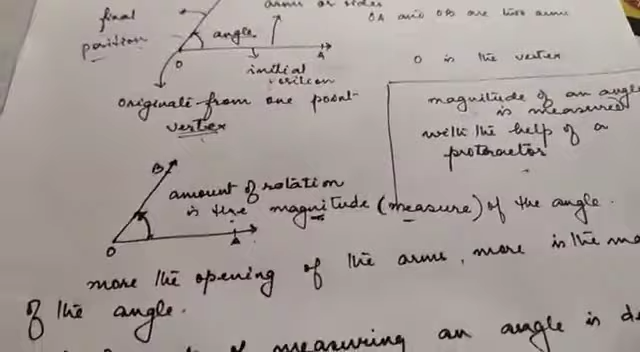 final
position
arms or sides
OA and OB are two arms
angle
O
A
initial
position
O is the vertex
originate from one point
vertex
magnitude of an angle
is measured
with the help of a
protractor
B
amount of rotation
is the magnitude (measure) of the angle.
O
A
more the opening of the arms, more is the
of the angle.
of measuring an angle is